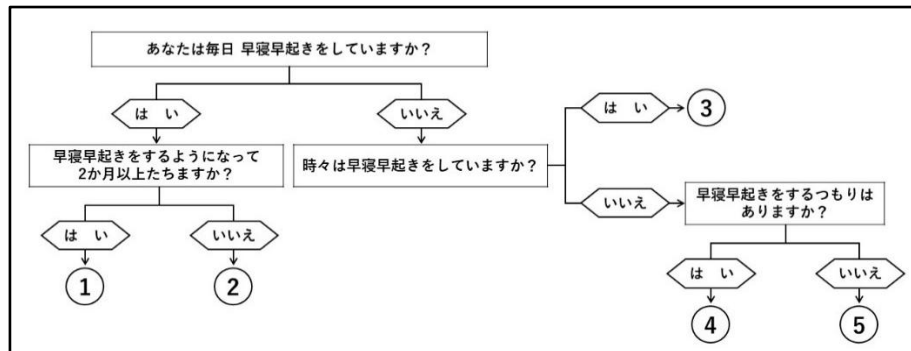 あなたは毎日 早寝早起きをしていますか？
は い
いいえ
早寝早起きをするようになって
2か月以上たちますか？
は い
いいえ
1
2
時々は早寝早起きをしていますか？
は い
3
いいえ
早寝早起きをするつもりは
ありますか？
は い
いいえ
4
5